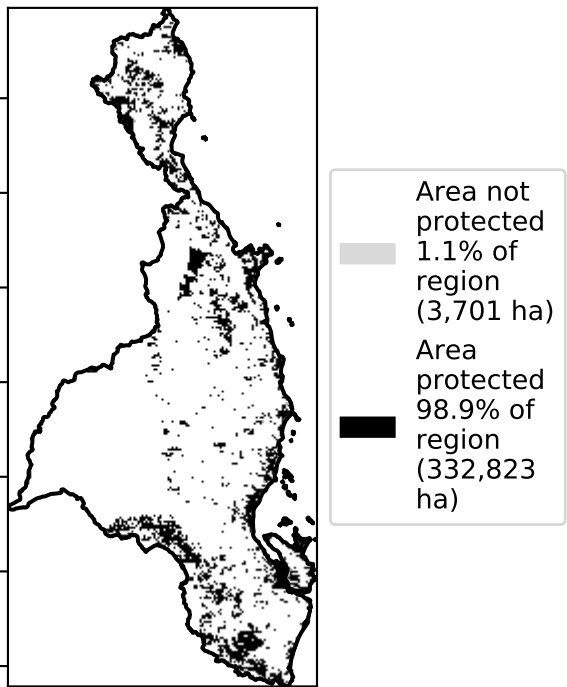 Area not
protected
1.1% of
region
(3,701 ha)
Area
protected
98.9% of
region
(332,823
ha)